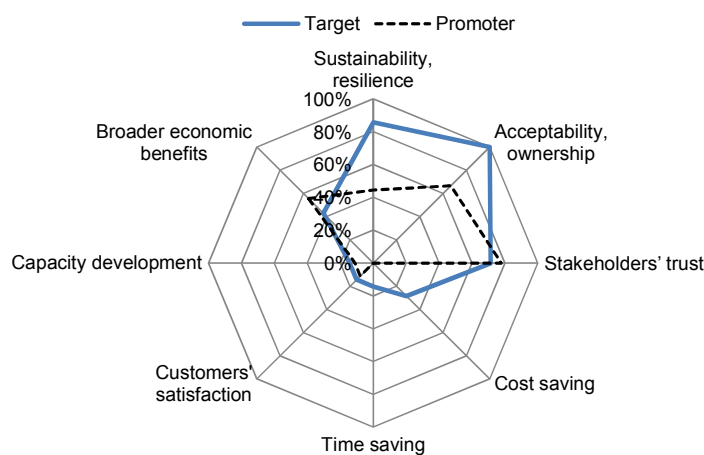 Target Promoter
Sustainability,
resilience
100%
80%
60%
40%
20%
0%
Acceptability,
ownership
Stakeholders' trust
Cost saving
Time saving
Customers'
satisfaction
Capacity development
Broader economic
benefits